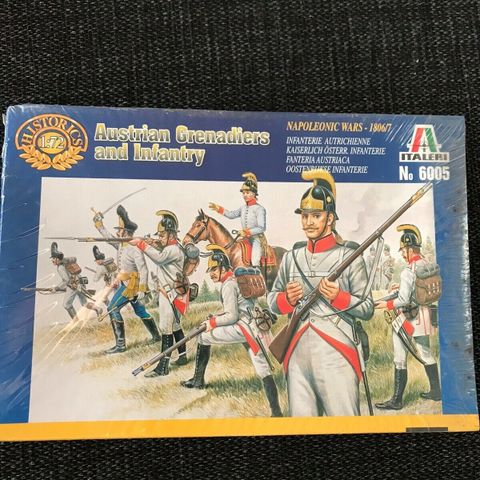 HISTORICS
1:72
Austrian Grenadiers
and Infantry
NAPOLEONIC WARS - 1806/7
INFANTERIE AUTRICHIENNE
KAISERLICH ÖSTERR. INFANTERIE
FANTERIA AUSTRIACA
OOSTENRIJKSE INFANTERIE
ITALERI
No 6005